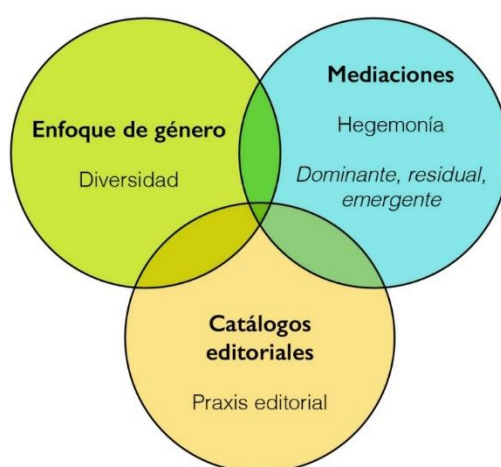 Enfoque de género
Diversidad
Mediaciones
Hegemonía
Dominante, residual,
emergente
Catálogos
editoriales
Praxis editorial